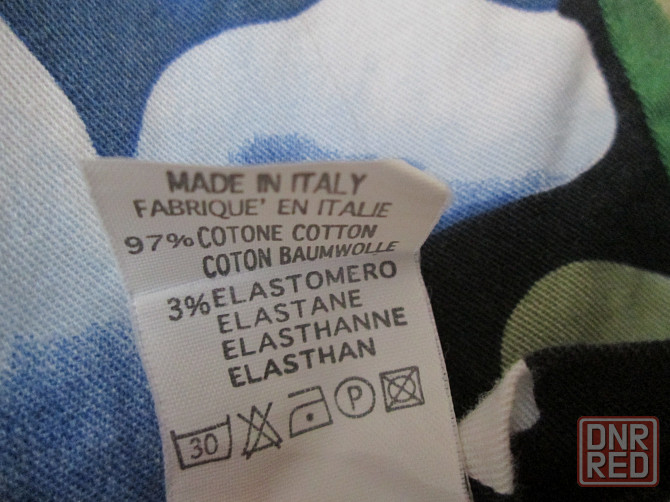 MADE IN ITALY
FABRIQUE' EN ITALIE
97% COTONE COTTON
COTON BAUMWOLLE
3% ELASTOMERO
ELASTANE
ELASTHANNE
ELASTHAN
30 P
DNR
RED